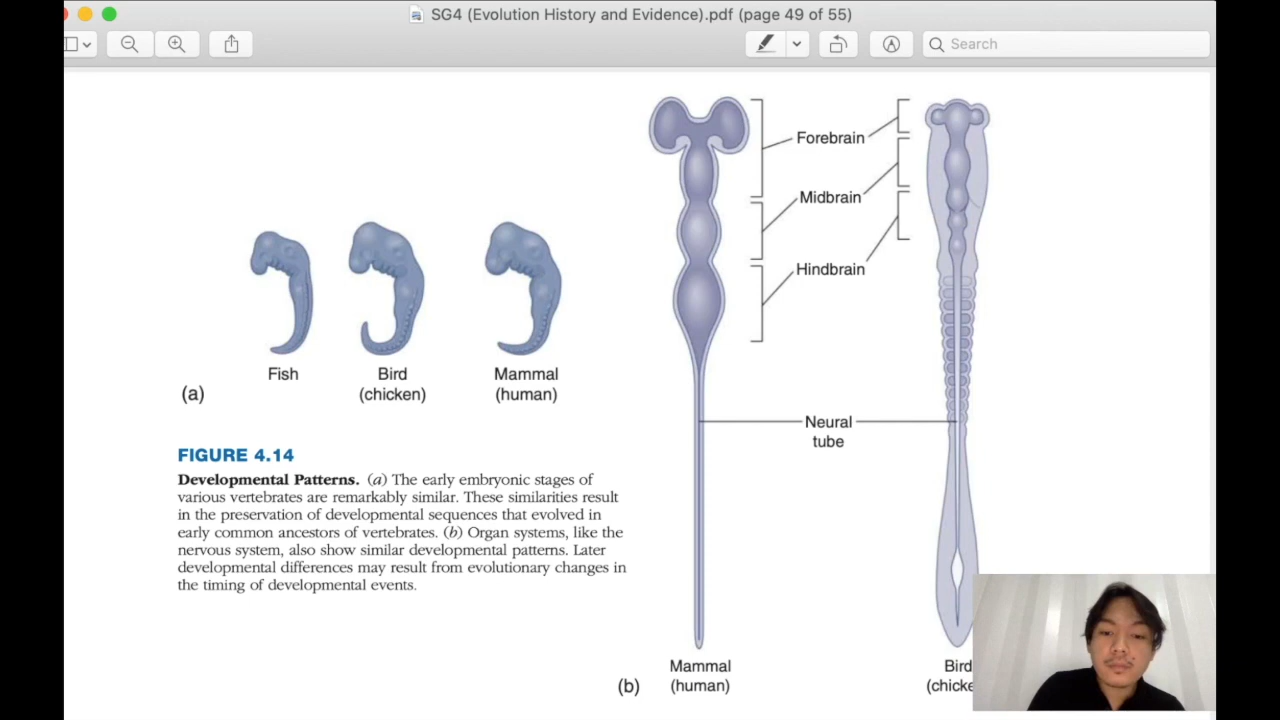 SG4 (Evolution History and Evidence).pdf (page 49 of 55)
Search
Forebrain
Midbrain
Hindbrain
Fish
Bird
(chicken)
Mammal
(human)
(a)
Neural
tube
FIGURE 4.14
Developmental Patterns. (a) The early embryonic stages of
various vertebrates are remarkably similar. These similarities result
in the preservation of developmental sequences that evolved in
early common ancestors of vertebrates. (b) Organ systems, like the
nervous system, also show similar developmental patterns. Later
developmental differences may result from evolutionary changes in
the timing of developmental events.
(b)
Mammal
(human)
Bird
(chicke